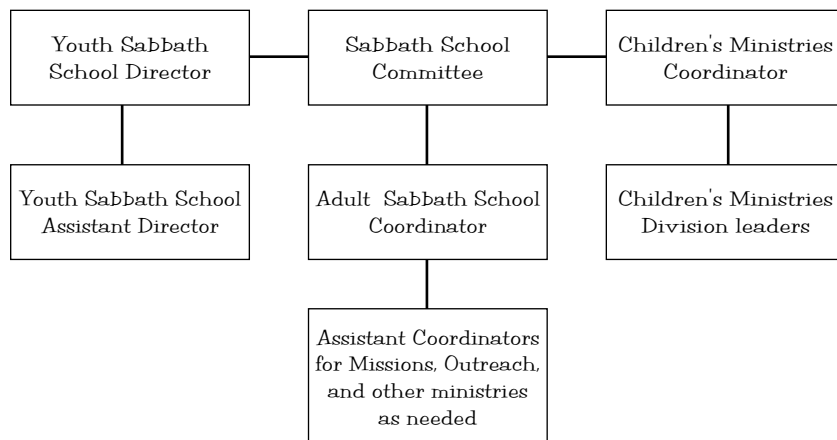 Youth Sabbath
School Director
Sabbath School
Committee
Children's Ministries
Coordinator
Youth Sabbath School
Assistant Director
Adult Sabbath School
Coordinator
Children's Ministries
Division leaders
Assistant Coordinators
for Missions, Outreach,
and other ministries
as needed